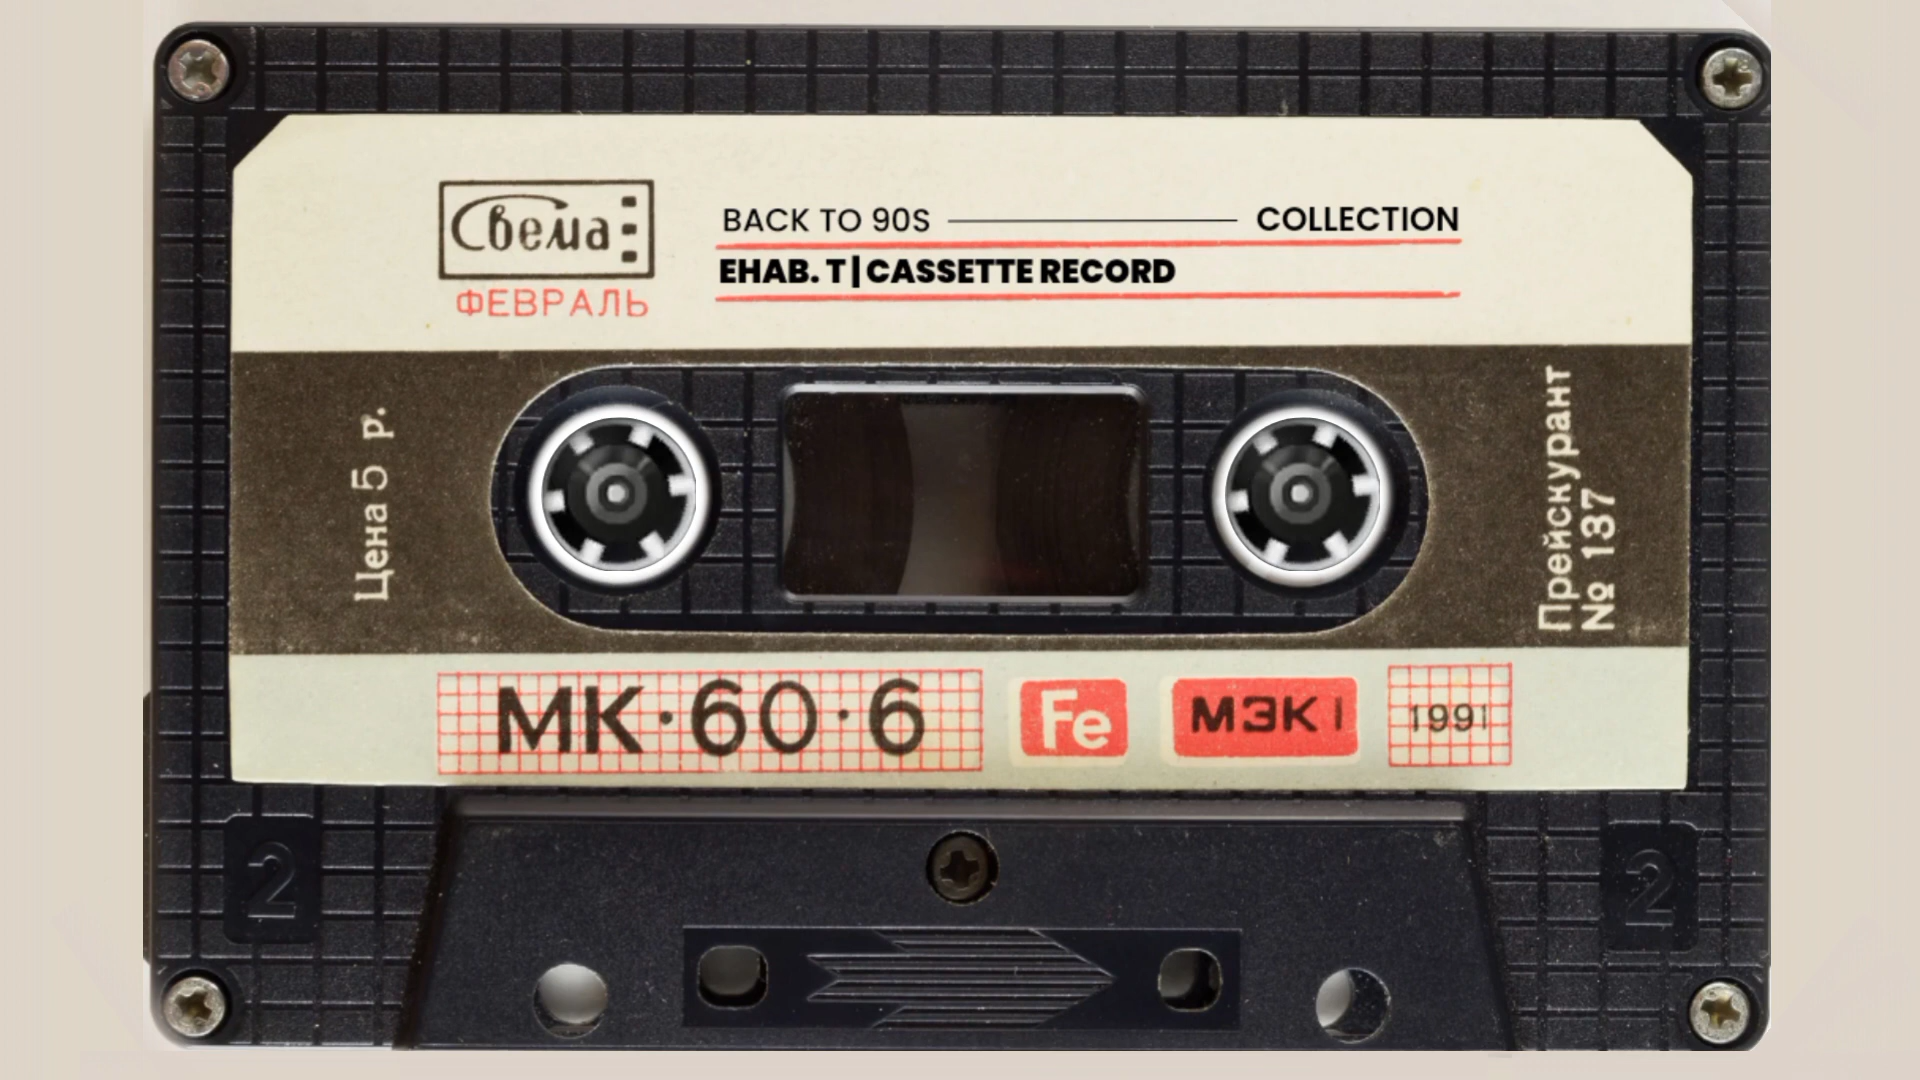 Свема
ФЕВРАЛЬ
BACK TO 90S COLLECTION
EHAB. T | CASSETTE RECORD
Цена 5 р.
Прейскурант
№ 137
МК·60·6
Fe
МЭК I
1991
2
2